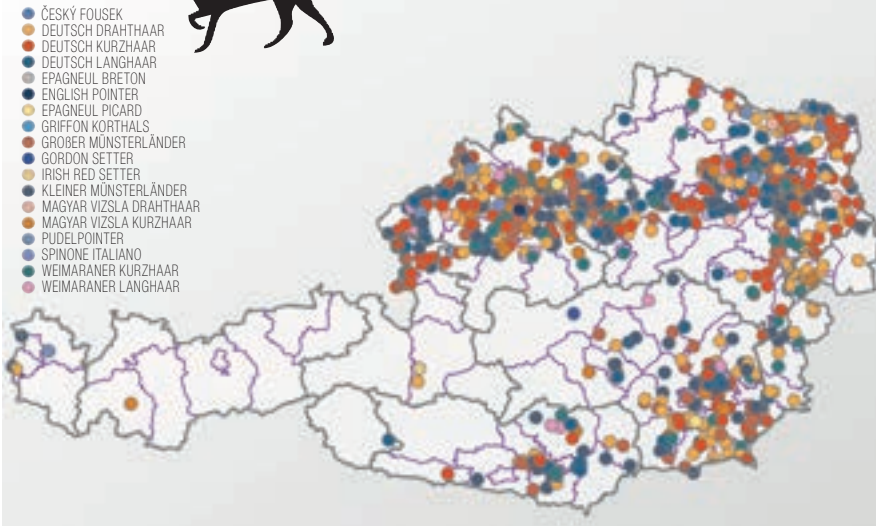 ČESKÝ FOUSEK
DEUTSCH DRAHTHAAR
DEUTSCH KURZHAAR
DEUTSCH LANGHAAR
EPAGNEUL BRETON
ENGLISH POINTER
EPAGNEUL PICARD
GRIFFON KORTHALS
GROßER MÜNSTERLÄNDER
GORDON SETTER
IRISH RED SETTER
KLEINER MÜNSTERLÄNDER
MAGYAR VIZSLA DRAHTHAAR
MAGYAR VIZSLA KURZHAAR
PUDELPOINTER
SPINONE ITALIANO
WEIMARANER KURZHAAR
WEIMARANER LANGHAAR